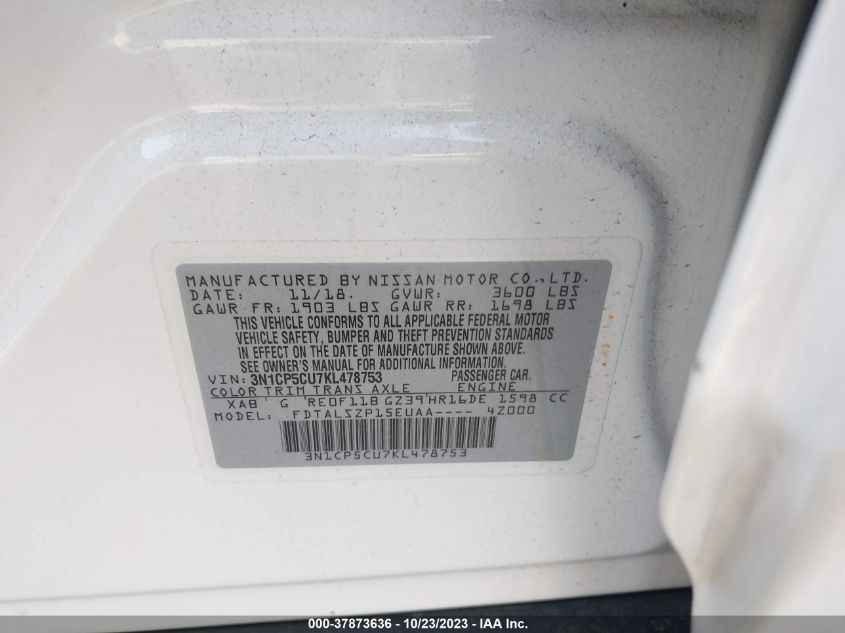 MANUFACTURED BY NISSAN MOTOR CO.,LTD.
DATE: 11/18. GVWR: 3600 LBS
GAWR FR: 1903 LBS GAWR RR: 1698 LBS
THIS VEHICLE CONFORMS TO ALL APPLICABLE FEDERAL MOTOR
VEHICLE SAFETY, BUMPER AND THEFT PREVENTION STANDARDS
IN EFFECT ON THE DATE OF MANUFACTURE SHOWN ABOVE.
SEE OWNER'S MANUAL FOR ADDITIONAL INFORMATION.
VIN: 3N1CP5CU7KL478753 PASSENGER CAR.
COLOR TRIM TRANS AXLE ENGINE
XAB G RE0F11B GZ39 HR16DE 1598 CC
MODEL: FDTALSZP15EUAA---- 4Z000
3N1CP5CU7KL478753
000-37873636 - 10/23/2023 - IAA Inc.